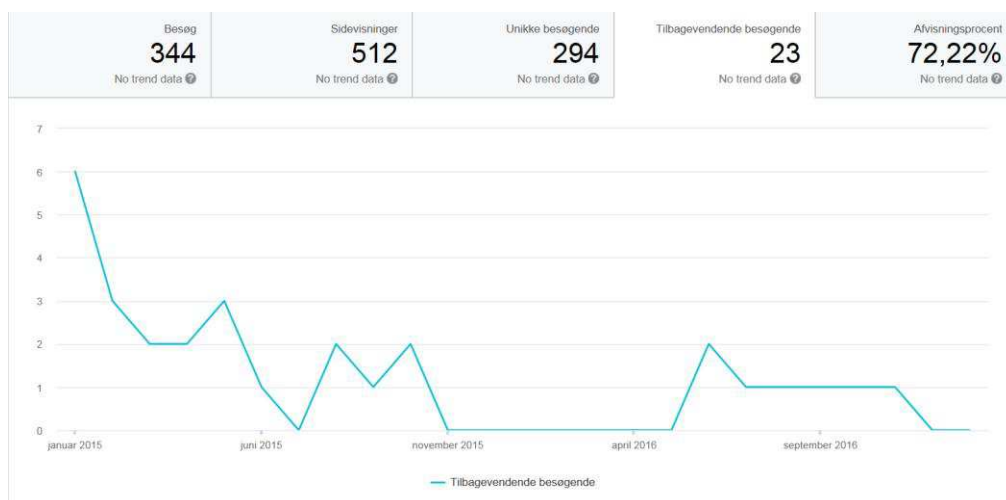 Besøg
344
No trend data ?
Sidevisninger
512
No trend data ?
Unikke besøgende
294
No trend data ?
Tilbagevendende besøgende
23
No trend data ?
Afvisningsprocent
72,22%
No trend data ?
7
6
5
4
3
2
1
0
januar 2015 juni 2015 november 2015 april 2016 september 2016
Tilbagevendende besøgende